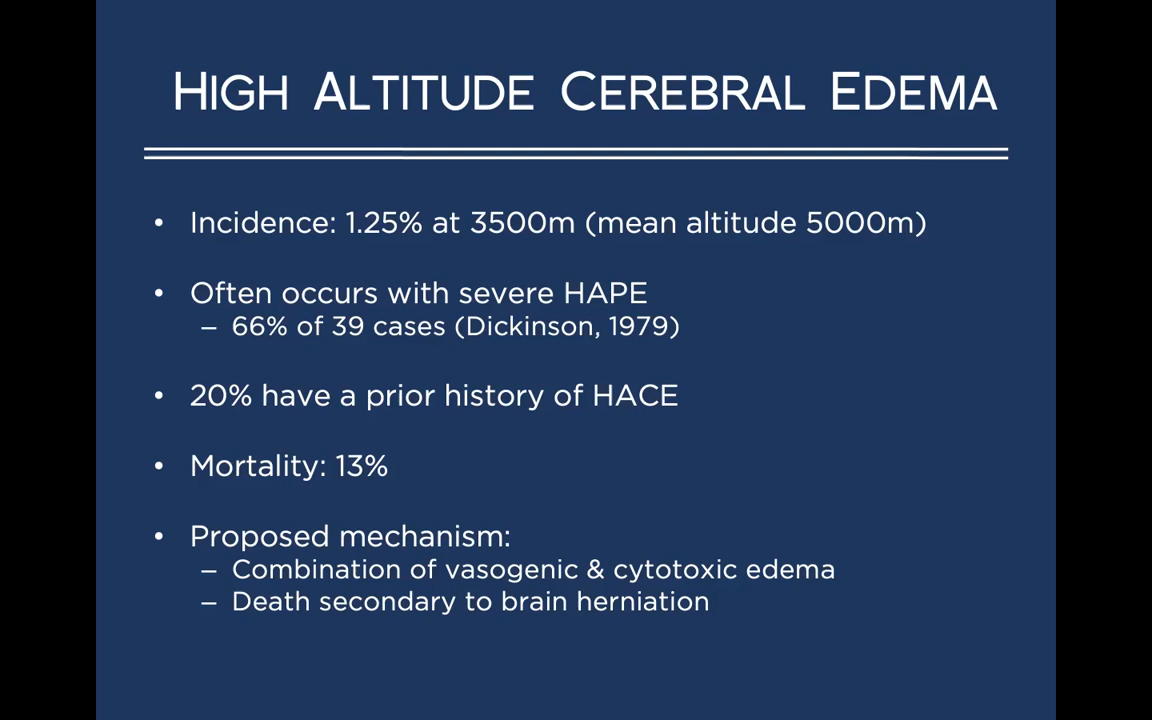 HIGH ALTITUDE CEREBRAL EDEMA
• Incidence: 1.25% at 3500m (mean altitude 5000m)
• Often occurs with severe HAPE
– 66% of 39 cases (Dickinson, 1979)
• 20% have a prior history of HACE
• Mortality: 13%
• Proposed mechanism:
– Combination of vasogenic & cytotoxic edema
– Death secondary to brain herniation